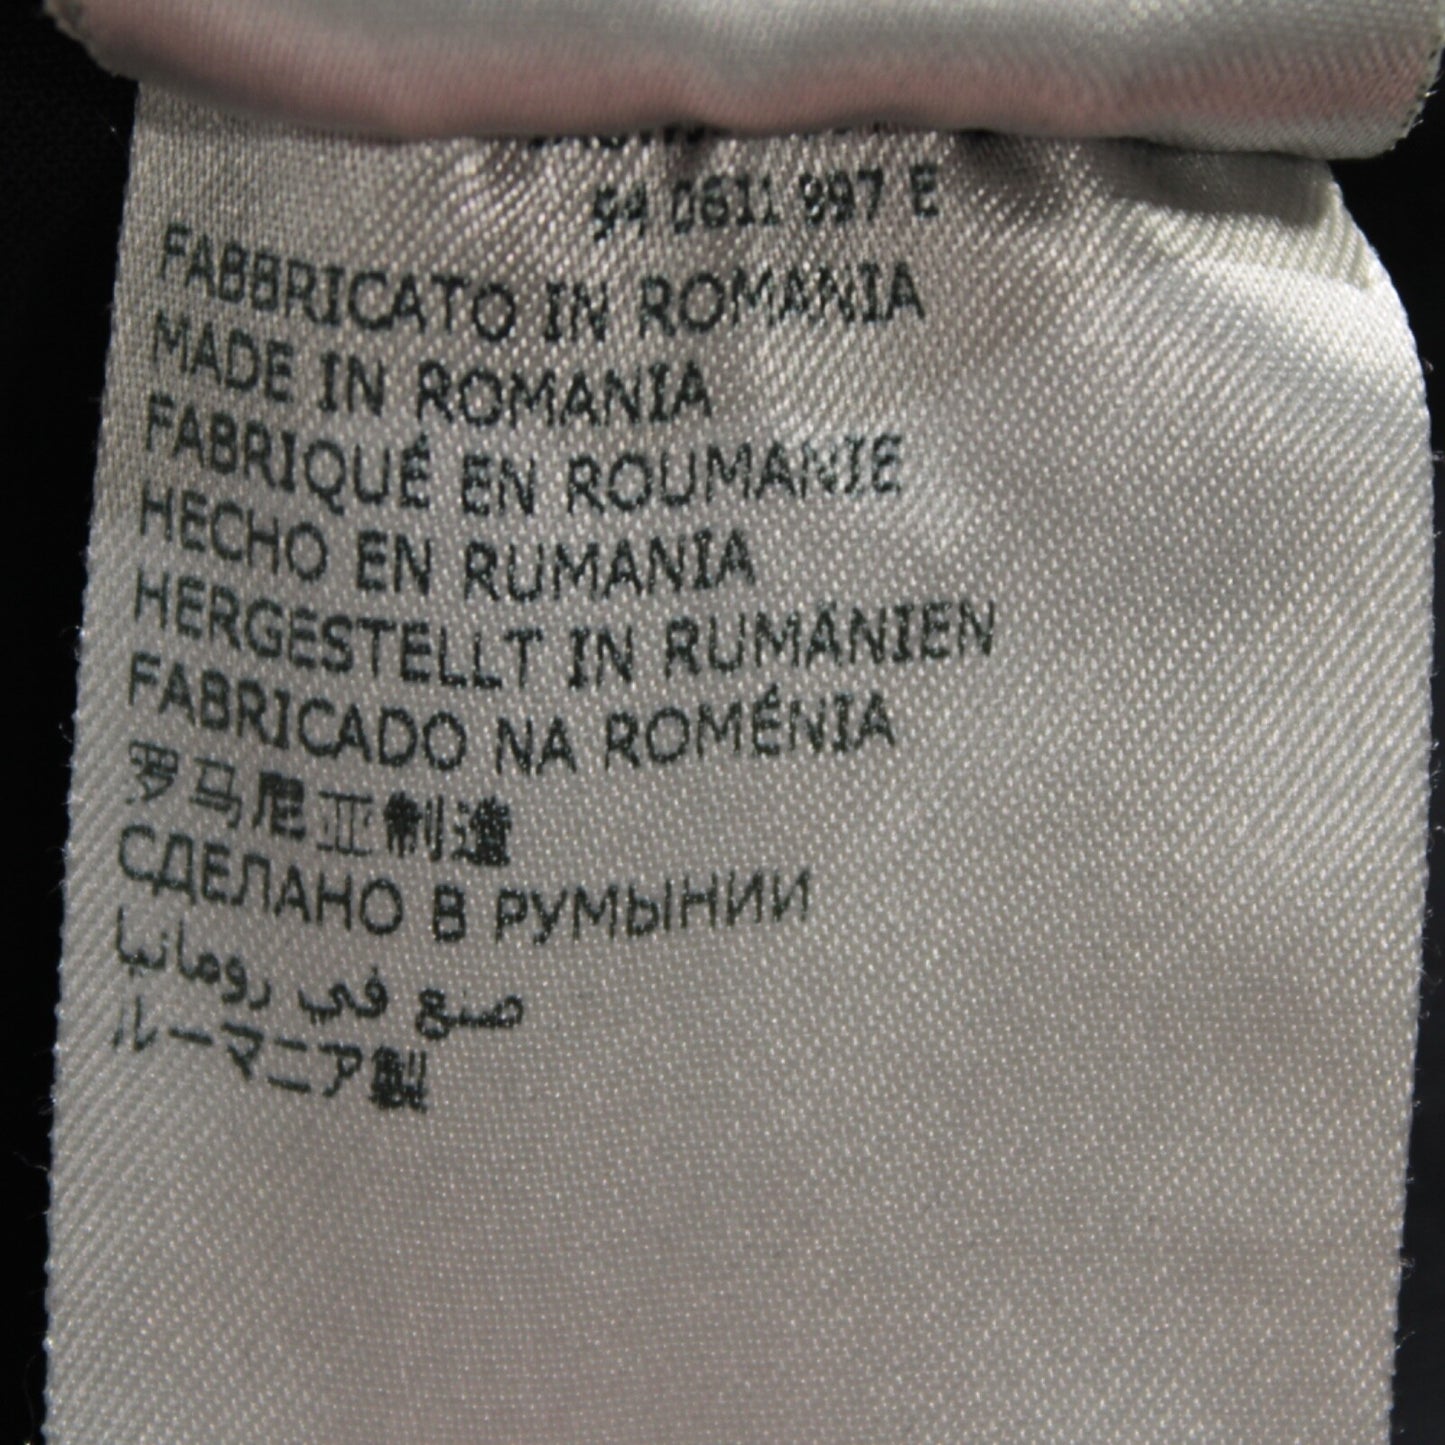 94 0611 997 E
FABBRICATO IN ROMANIA
MADE IN ROMANIA
FABRIQUÉ EN ROUMANIE
HECHO EN RUMANIA
HERGESTELLT IN RUMÄNIEN
FABRICADO NA ROMÉNIA
罗马尼亚制造
СДЕЛАНО В РУМЫНИИ
صنع في رومانيا
ルーマニア製